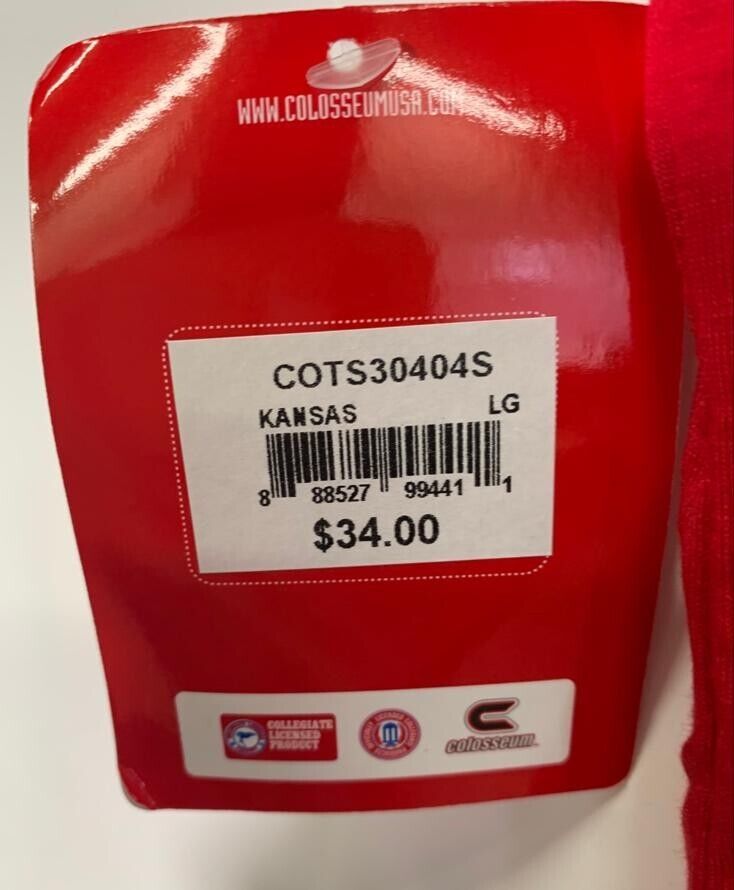 WWW.COLOSSEUMUSA.COM
COTS30404S
KANSAS LG
8 88527 99441 1
$34.00
COLLEGIATE
LICENSED
PRODUCT
colosseum